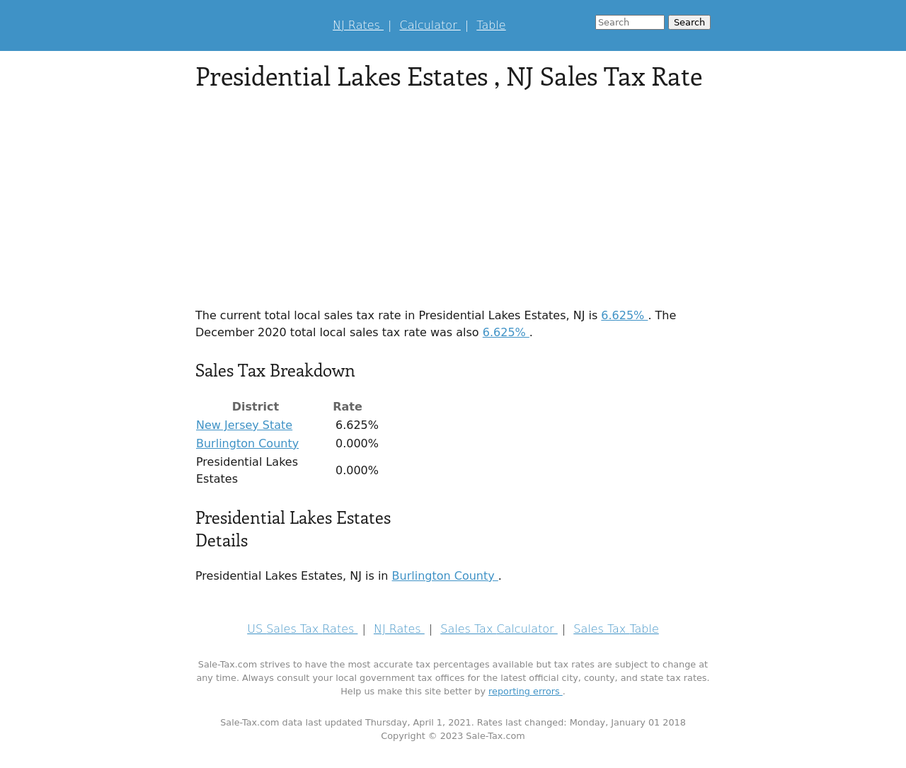 NJ Rates | Calculator | Table Search Search
Presidential Lakes Estates , NJ Sales Tax Rate
The current total local sales tax rate in Presidential Lakes Estates, NJ is 6.625% . The
December 2020 total local sales tax rate was also 6.625% .
Sales Tax Breakdown
District Rate
New Jersey State 6.625%
Burlington County 0.000%
Presidential Lakes
Estates 0.000%
Presidential Lakes Estates
Details
Presidential Lakes Estates, NJ is in Burlington County .
US Sales Tax Rates | NJ Rates | Sales Tax Calculator | Sales Tax Table
Sale-Tax.com strives to have the most accurate tax percentages available but tax rates are subject to change at
any time. Always consult your local government tax offices for the latest official city, county, and state tax rates.
Help us make this site better by reporting errors .
Sale-Tax.com data last updated Thursday, April 1, 2021. Rates last changed: Monday, January 01 2018
Copyright © 2023 Sale-Tax.com